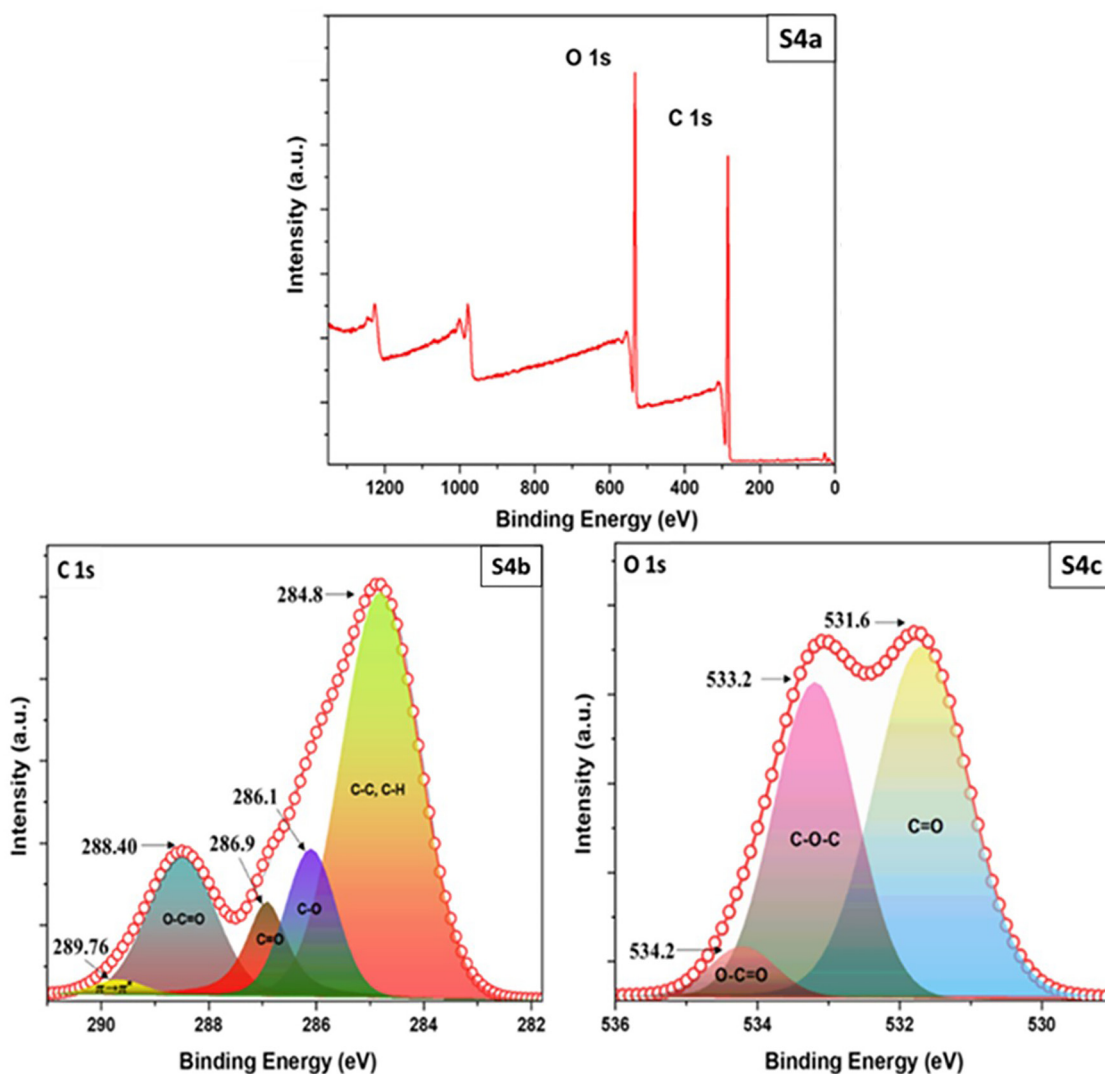 S4a
O 1s
C 1s
Intensity (a.u.)
1200 1000 800 600 400 200 0
Binding Energy (eV)
C 1s
S4b
284.8
C-C, C-H
286.1
286.9
288.40
C-O
O-C=O
C=O
289.76
π→π*
Intensity (a.u.)
290 288 286 284 282
Binding Energy (eV)
O 1s
S4c
531.6
533.2
C-O-C
C=O
534.2
O-C=O
Intensity (a.u.)
536 534 532 530
Binding Energy (eV)